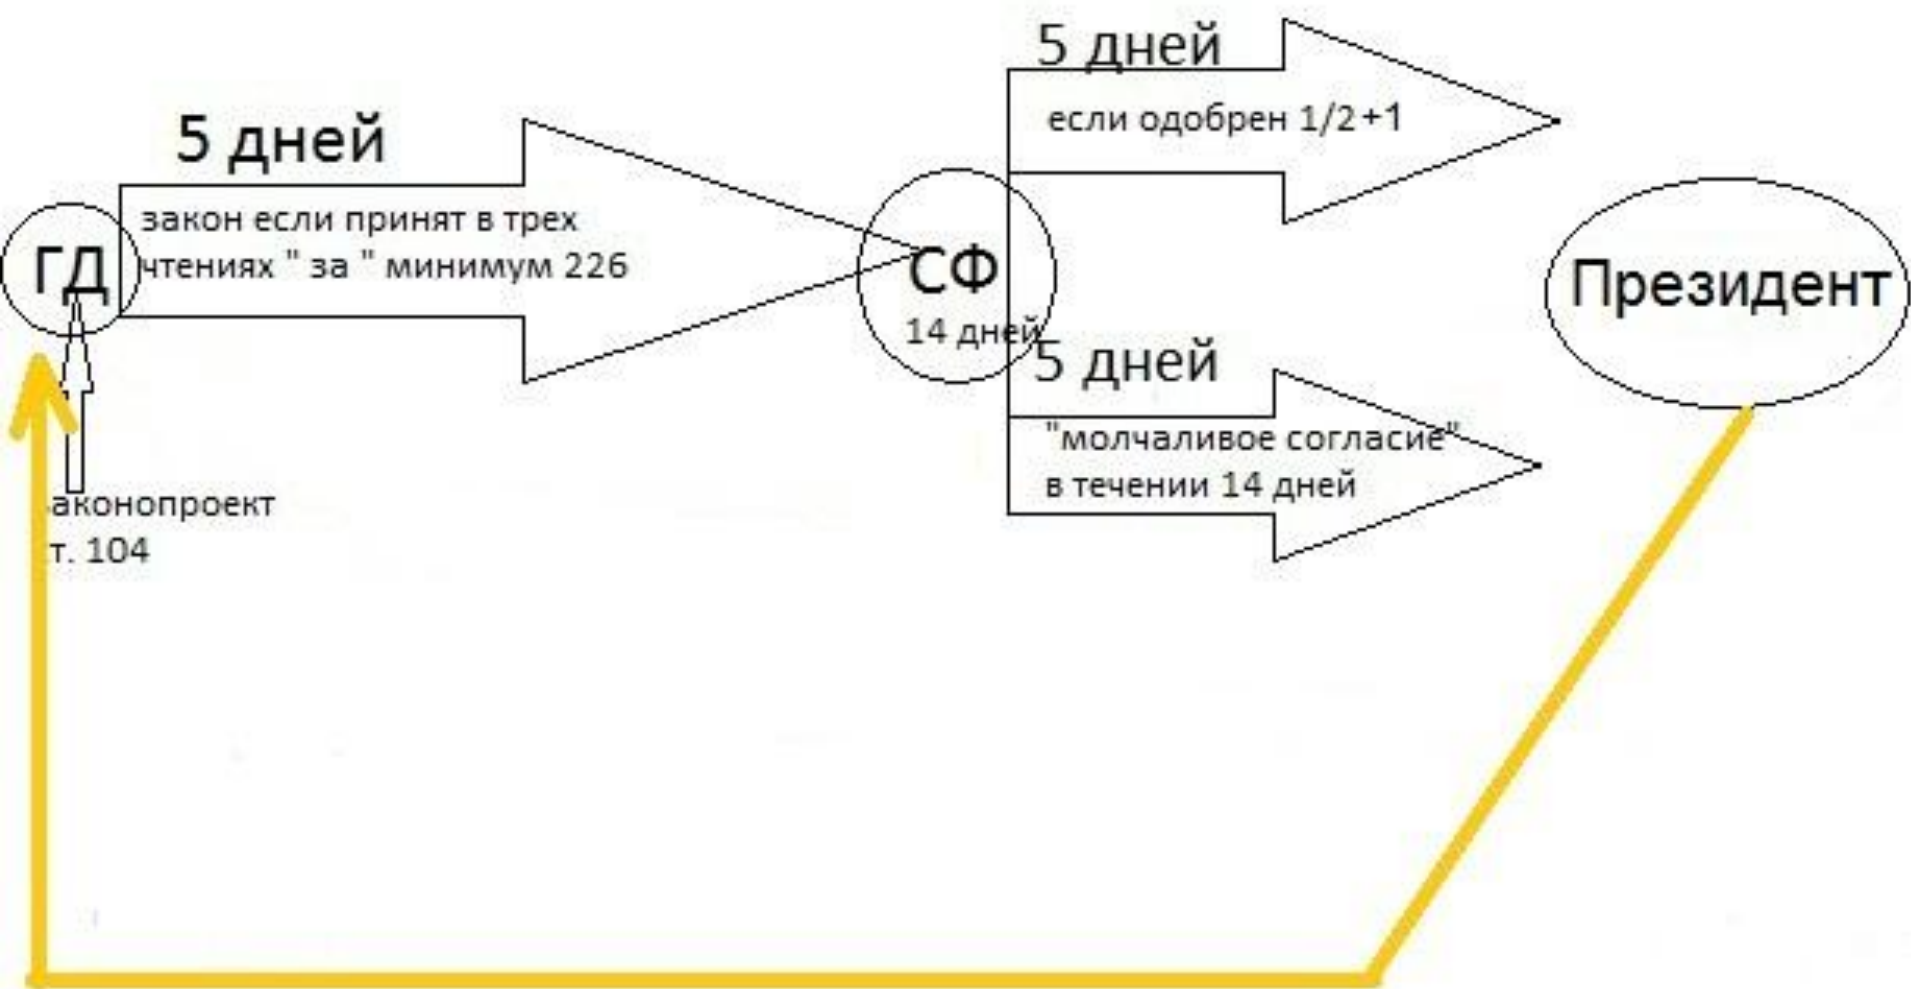 5 дней
закон если принят в трех
чтениях " за " минимум 226
ГД
аконопроект
т. 104
СФ
14 дней
5 дней
если одобрен 1/2+1
5 дней
"молчаливое согласие"
в течении 14 дней
Президент